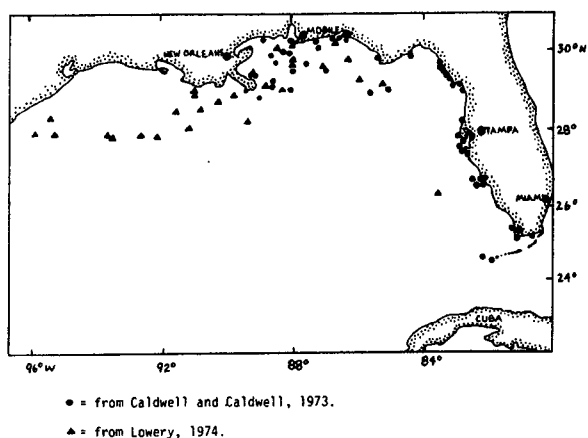 30°N
MOBILE
NEW ORLEANS
28°
TAMPA
26°
MIAMI
24°
CUBA
96°W
92°
88°
84°
● = from Caldwell and Caldwell, 1973.
▲ = from Lowery, 1974.